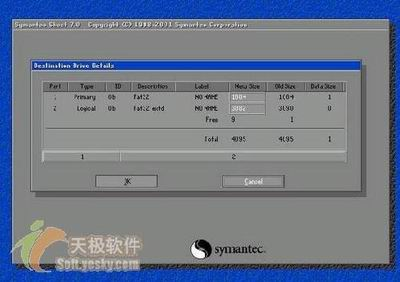 Symantec Ghost 7.0 Copyright (C) 1998-2001 Symantec Corporation
Destination Drive Details
Part Type ID Description Label New Size Old Size Data Size
1 Primary 0b Fat32 NO NAME 1004 1004 1
2 Logical 0b Fat32 extd NO NAME 3082 3090 0
Free 9 1
Total 4095 4095 1
1 2
OK Cancel
symantec.
天极软件
Soft.yesky.com